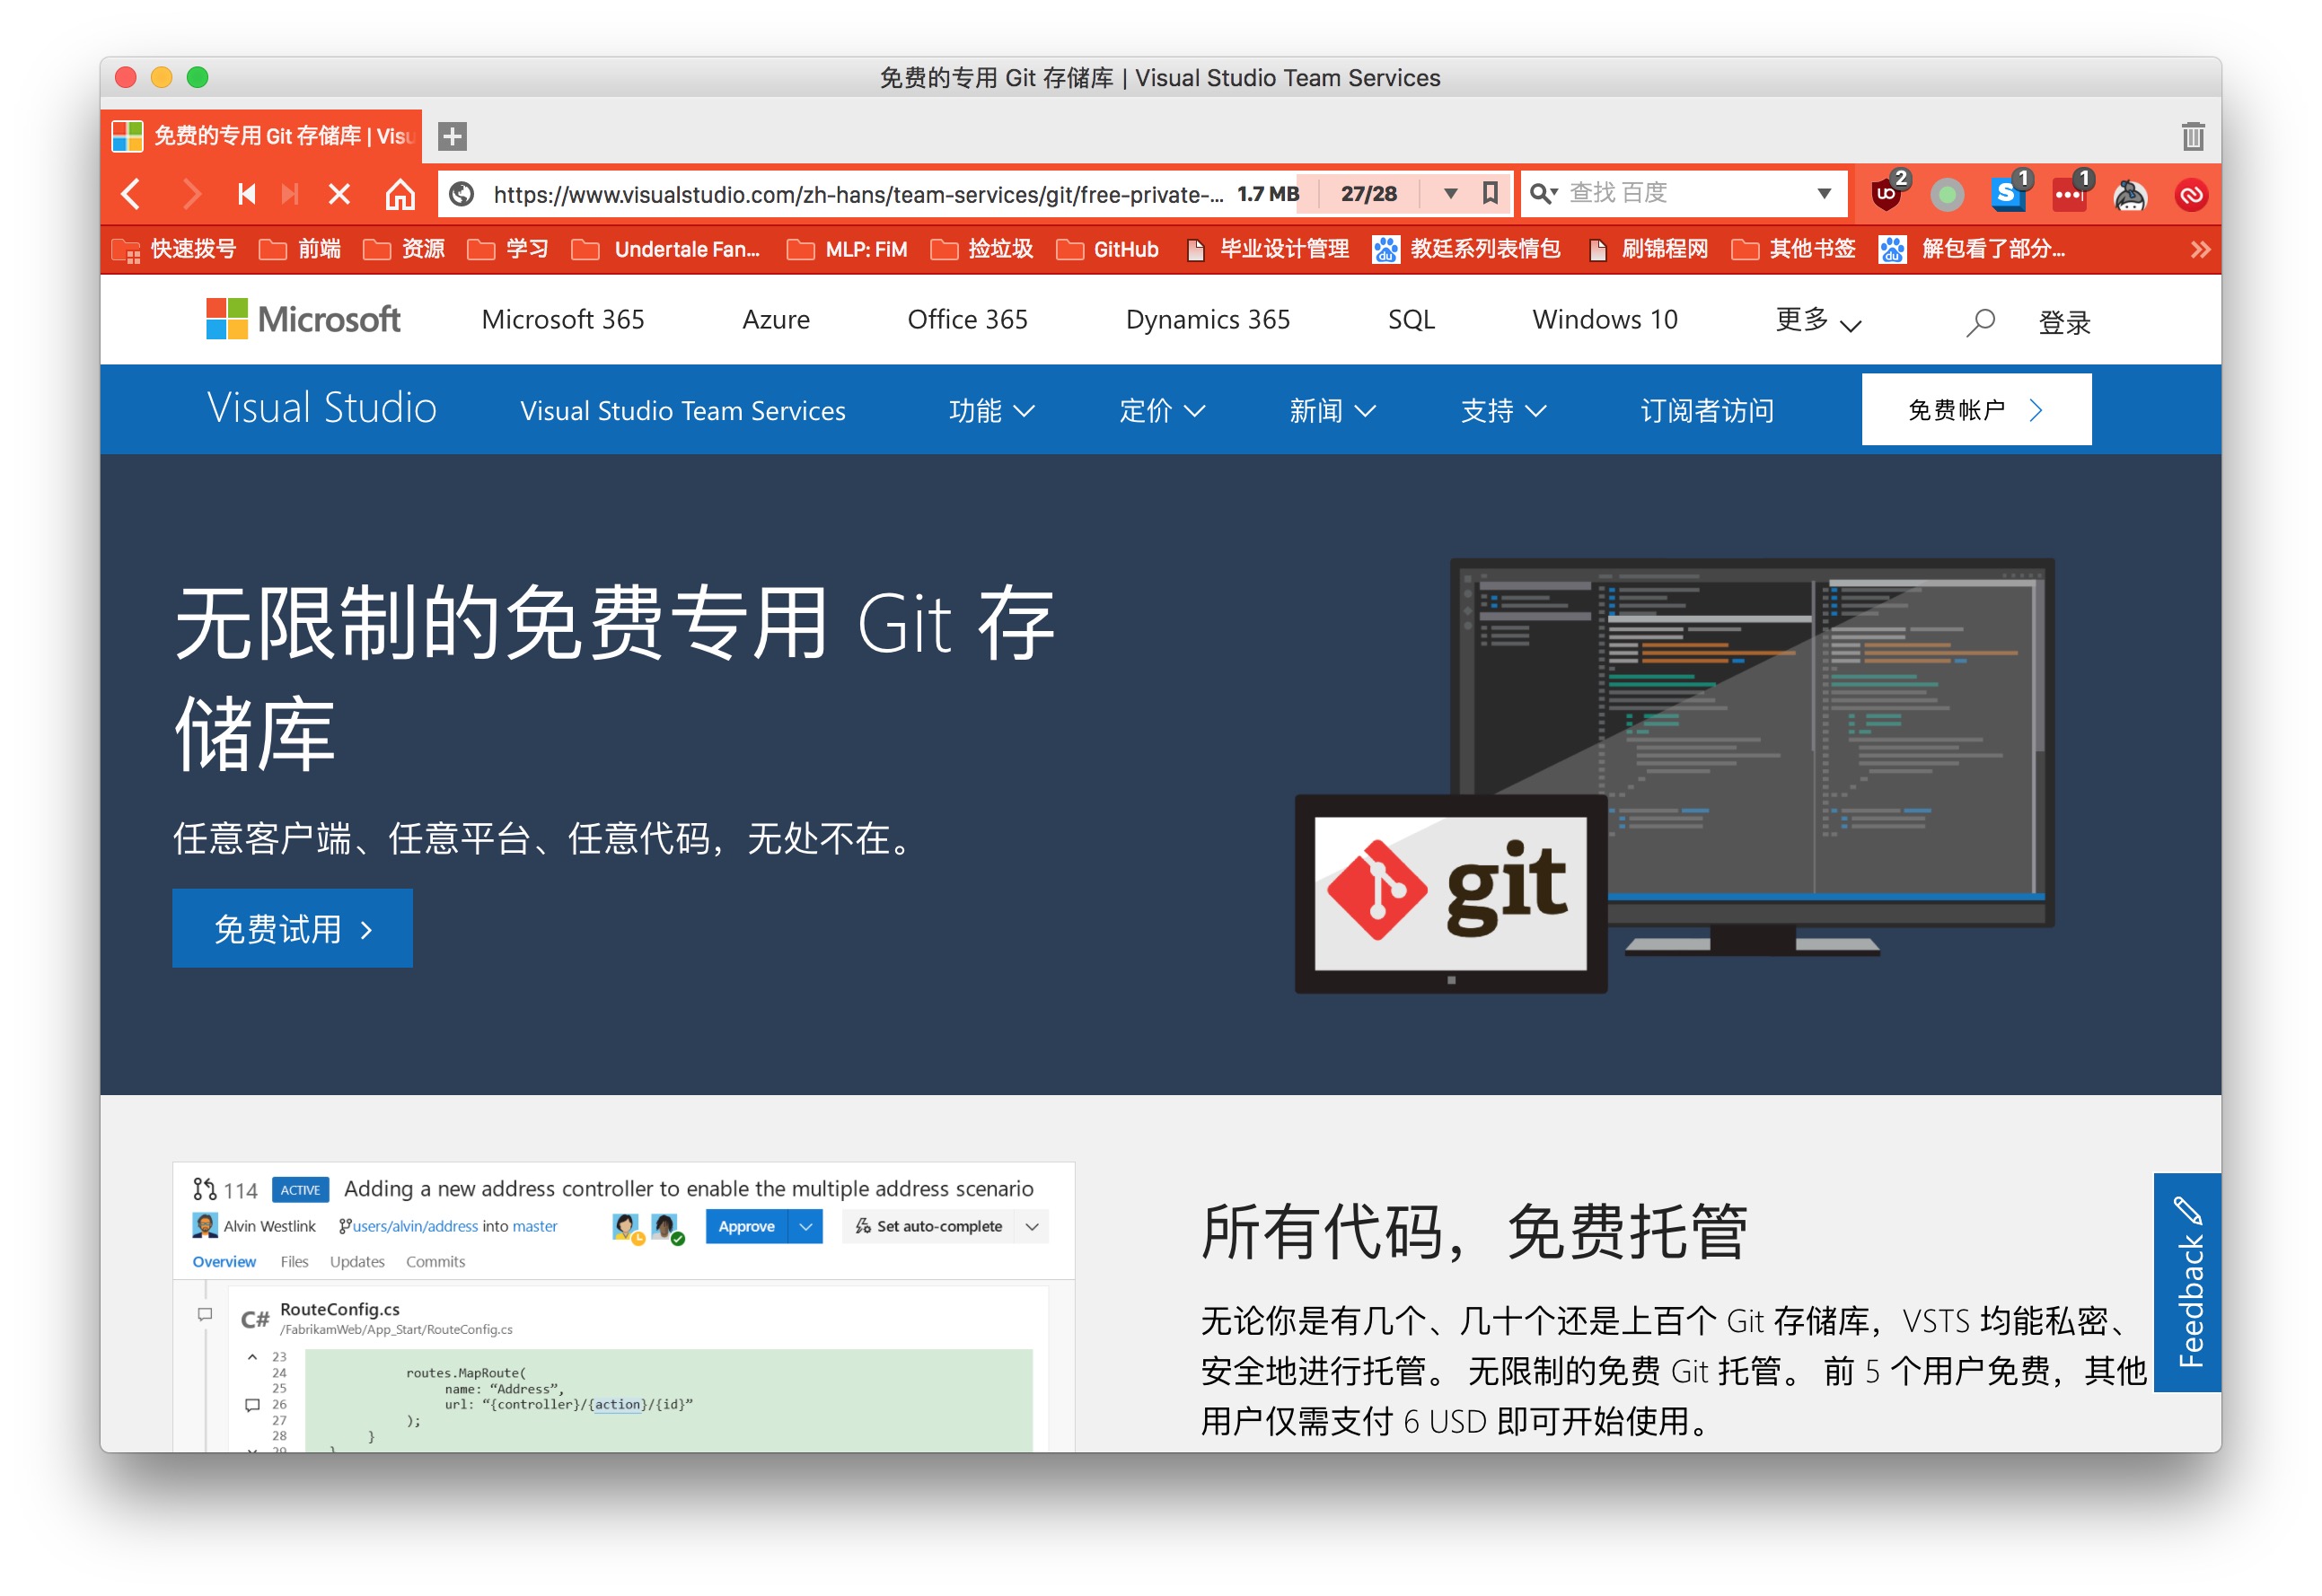 免费的专用 Git 存储库 | Visual Studio Team Services
免费的专用 Git 存储库 | Visu
https://www.visualstudio.com/zh-hans/team-services/git/free-private-... 1.7 MB 27/28
查找 百度
2
1
1
快速拨号 前端 资源 学习 Undertale Fan... MLP: FiM 捡垃圾 GitHub 毕业设计管理 教廷系列表情包 刷锦程网 其他书签 解包看了部分...
Microsoft Microsoft 365 Azure Office 365 Dynamics 365 SQL Windows 10 更多 登录
Visual Studio Visual Studio Team Services 功能 定价 新闻 支持 订阅者访问 免费帐户
无限制的免费专用 Git 存
储库
任意客户端、任意平台、任意代码，无处不在。
免费试用
git
114 ACTIVE Adding a new address controller to enable the multiple address scenario
Alvin Westlink users/alvin/address into master Approve Set auto-complete
Overview Files Updates Commits
C# RouteConfig.cs
/FabrikamWeb/App_Start/RouteConfig.cs
23
24 routes.MapRoute(
25 name: “Address”,
26 url: “{controller}/{action}/{id}”
27 );
28 }
29 }
所有代码，免费托管
无论你是有几个、几十个还是上百个 Git 存储库，VSTS 均能私密、
安全地进行托管。 无限制的免费 Git 托管。 前 5 个用户免费，其他
用户仅需支付 6 USD 即可开始使用。
Feedback